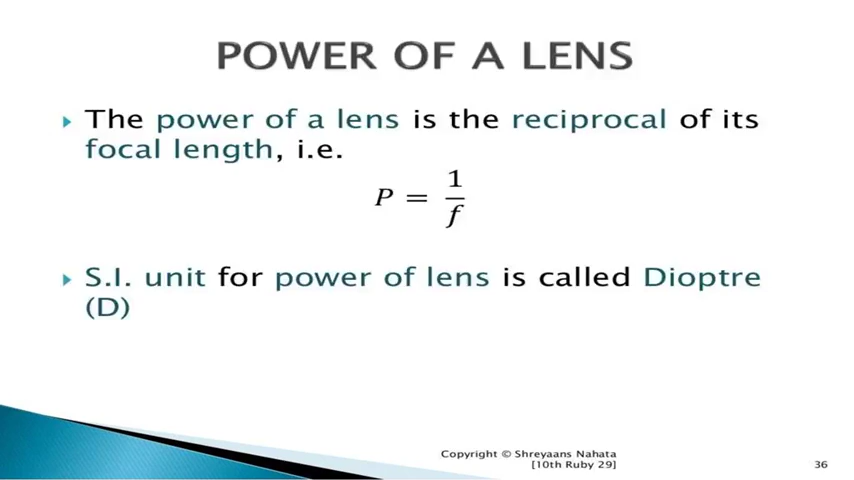 POWER OF A LENS
The power of a lens is the reciprocal of its
focal length, i.e.
P = 1/f
S.I. unit for power of lens is called Dioptre
(D)
Copyright © Shreyaans Nahata
[10th Ruby 29]
36